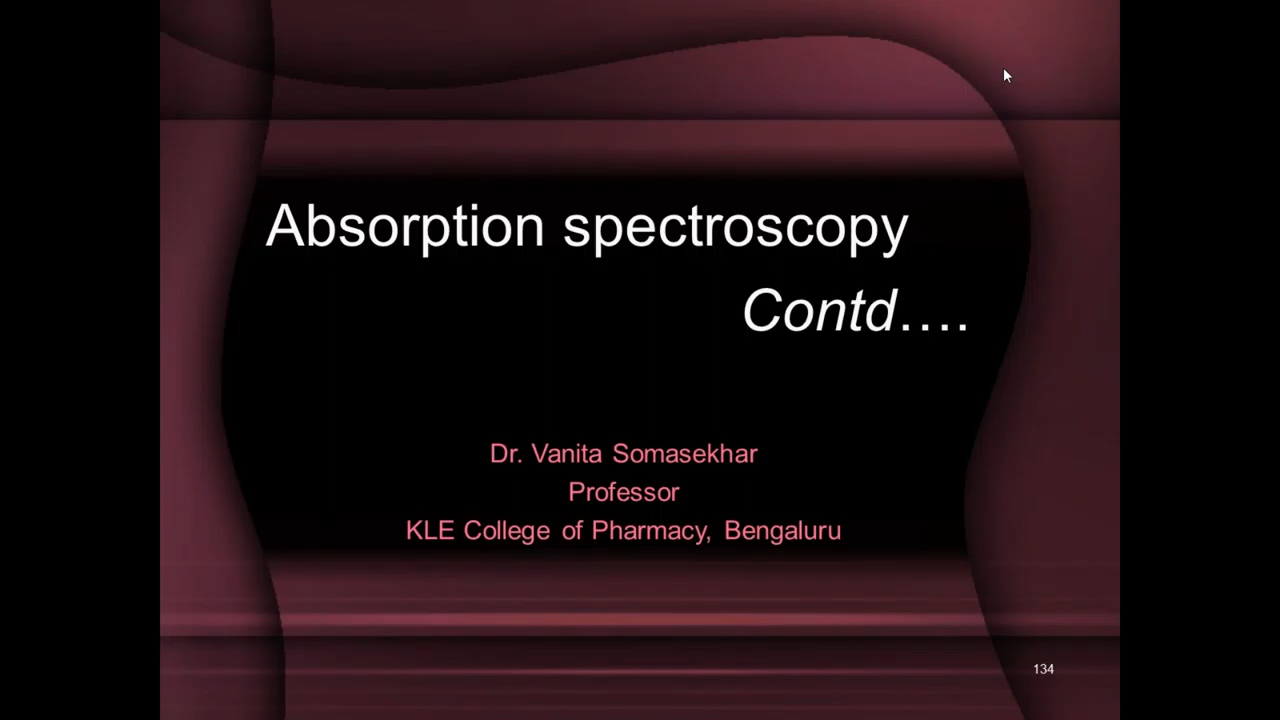 Absorption spectroscopy
Contd….
Dr. Vanita Somasekhar
Professor
KLE College of Pharmacy, Bengaluru
134